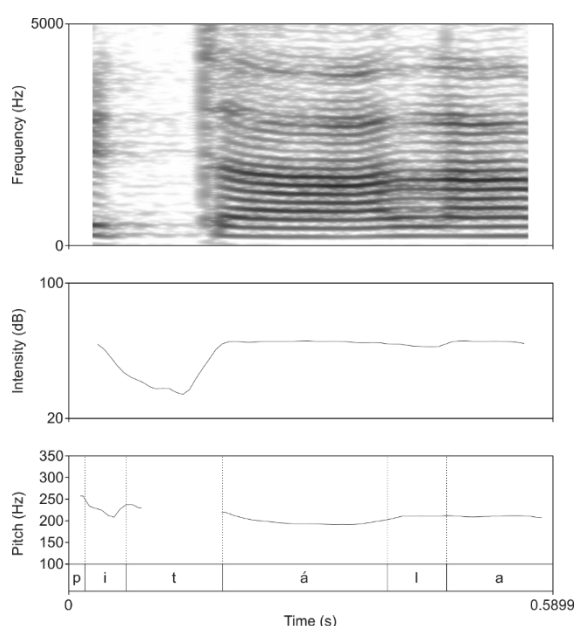 5000
Frequency (Hz)
0
100
Intensity (dB)
20
350
300
250
200
150
100
Pitch (Hz)
p i t á l a
0 0.5899
Time (s)